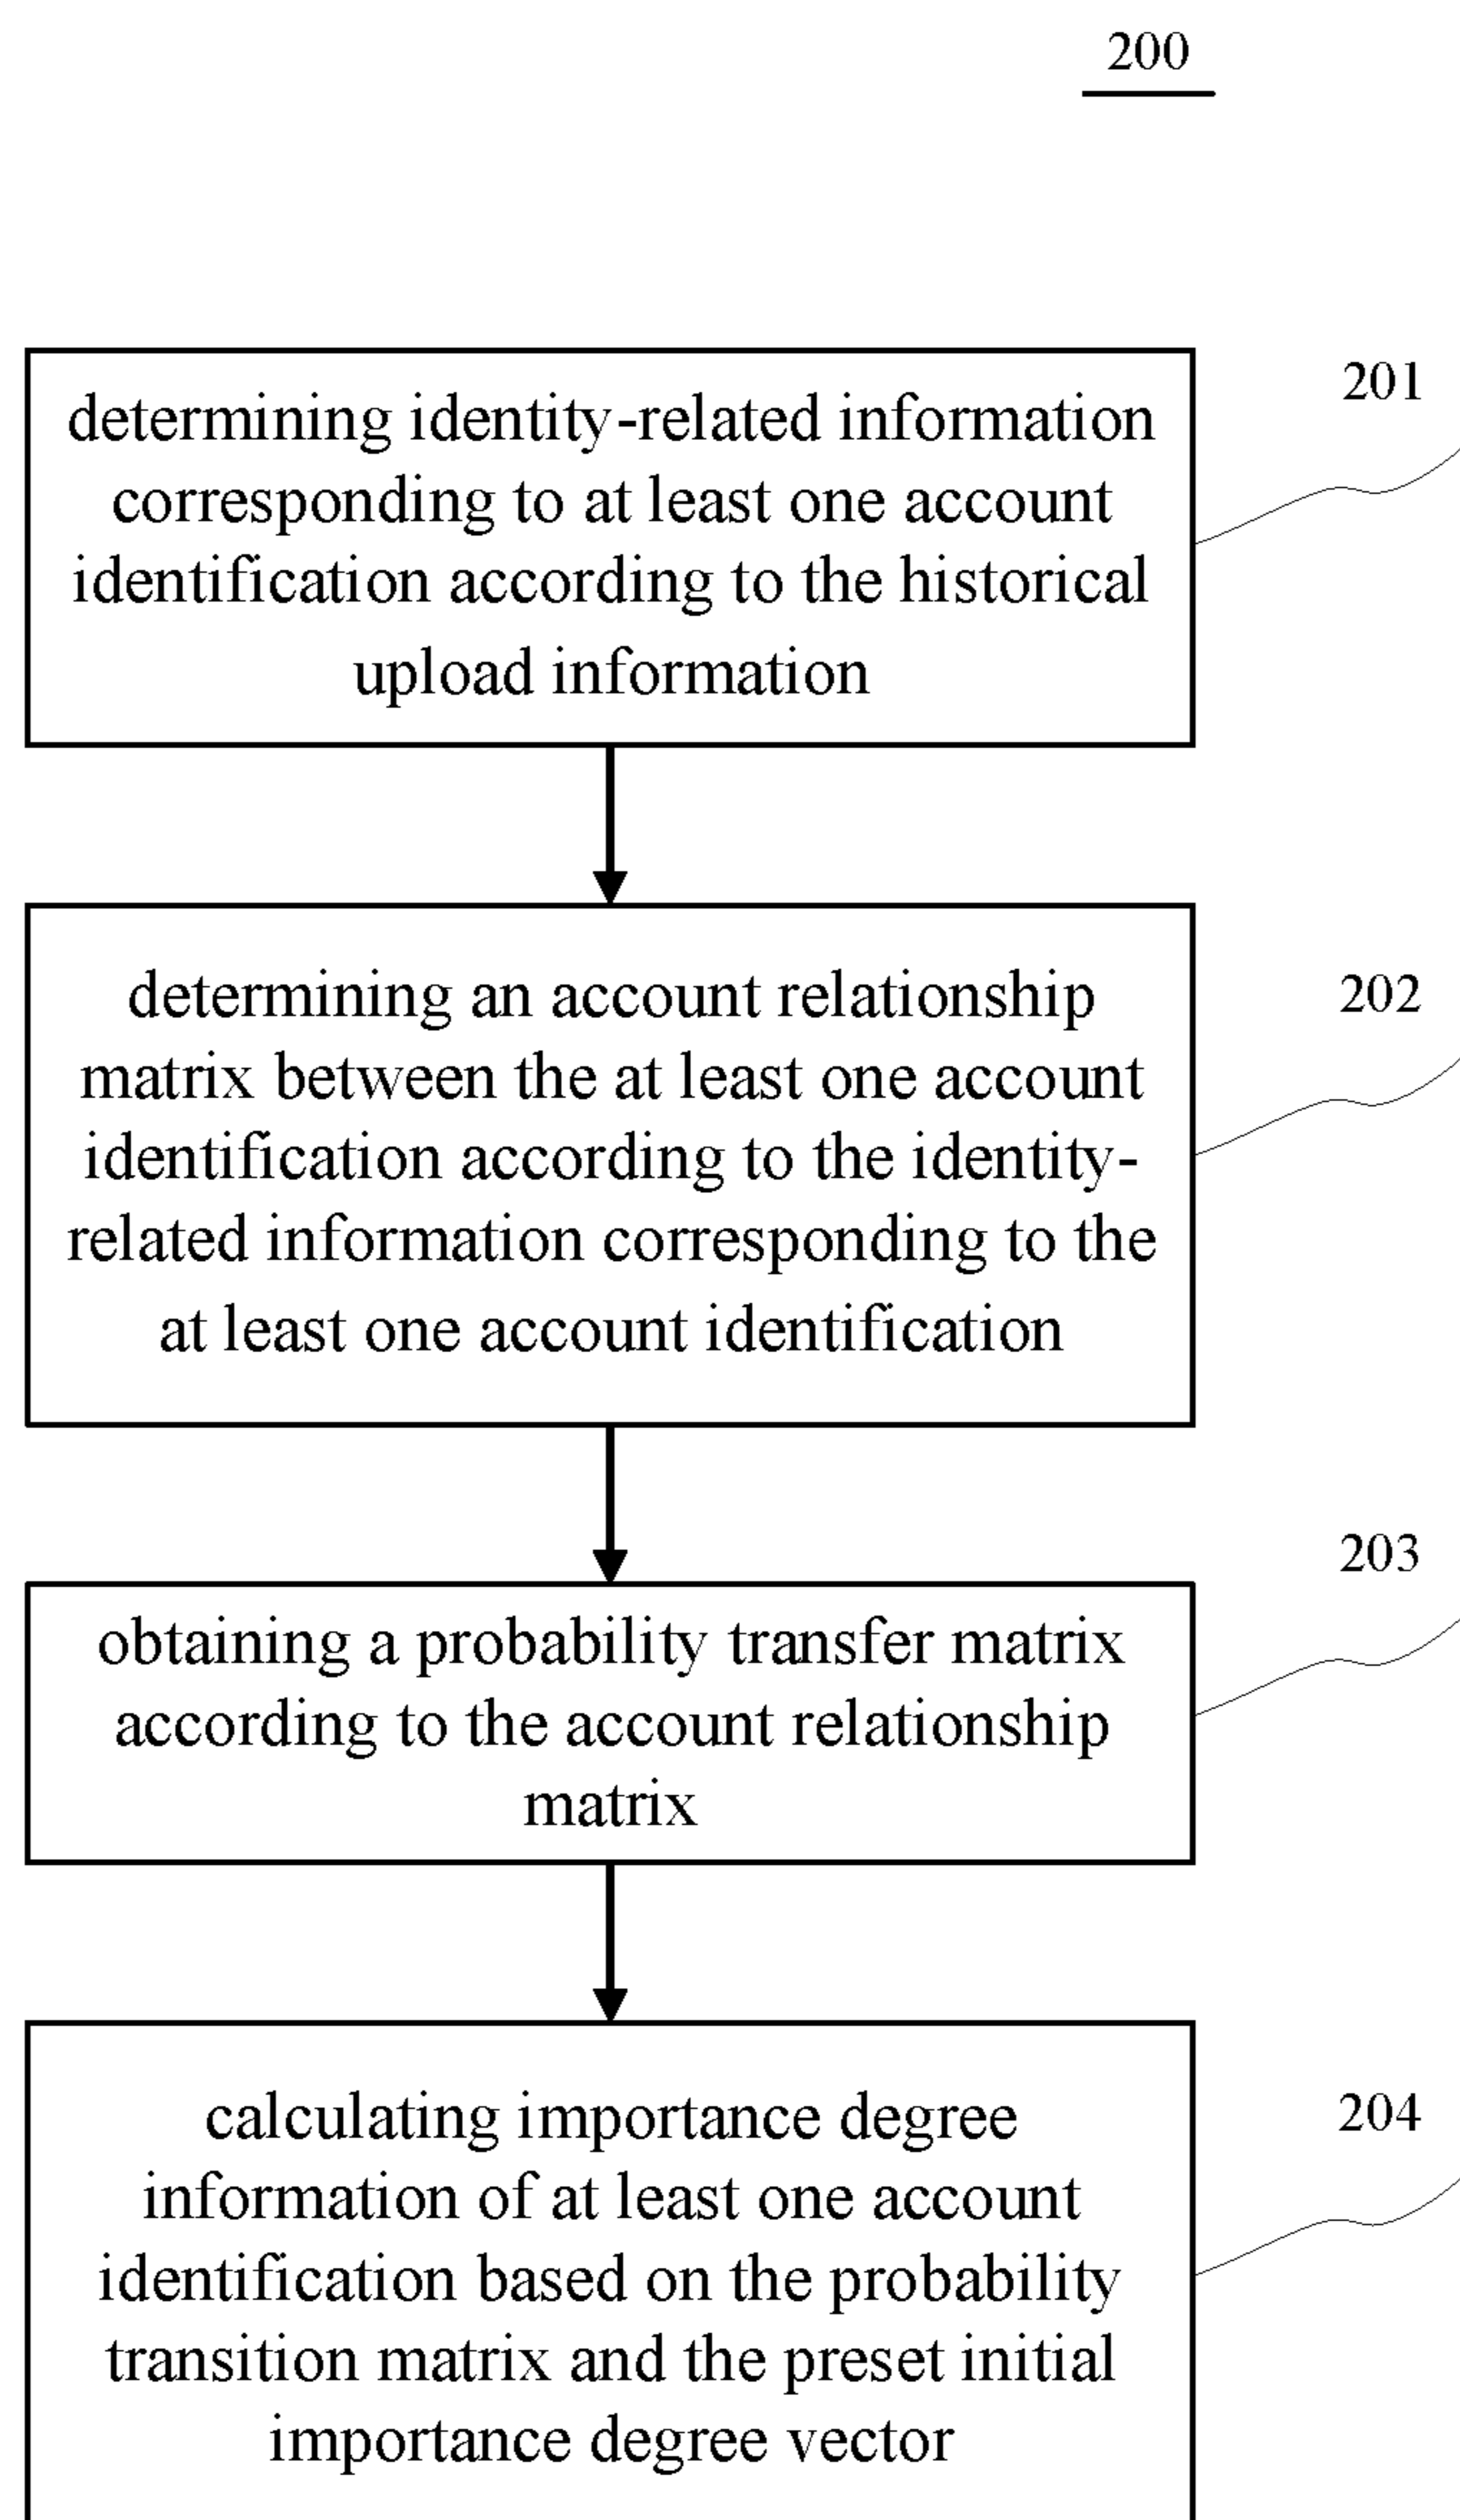 200
201
determining identity-related information
corresponding to at least one account
identification according to the historical
upload information
202
determining an account relationship
matrix between the at least one account
identification according to the identity-
related information corresponding to the
at least one account identification
203
obtaining a probability transfer matrix
according to the account relationship
matrix
204
calculating importance degree
information of at least one account
identification based on the probability
transition matrix and the preset initial
importance degree vector